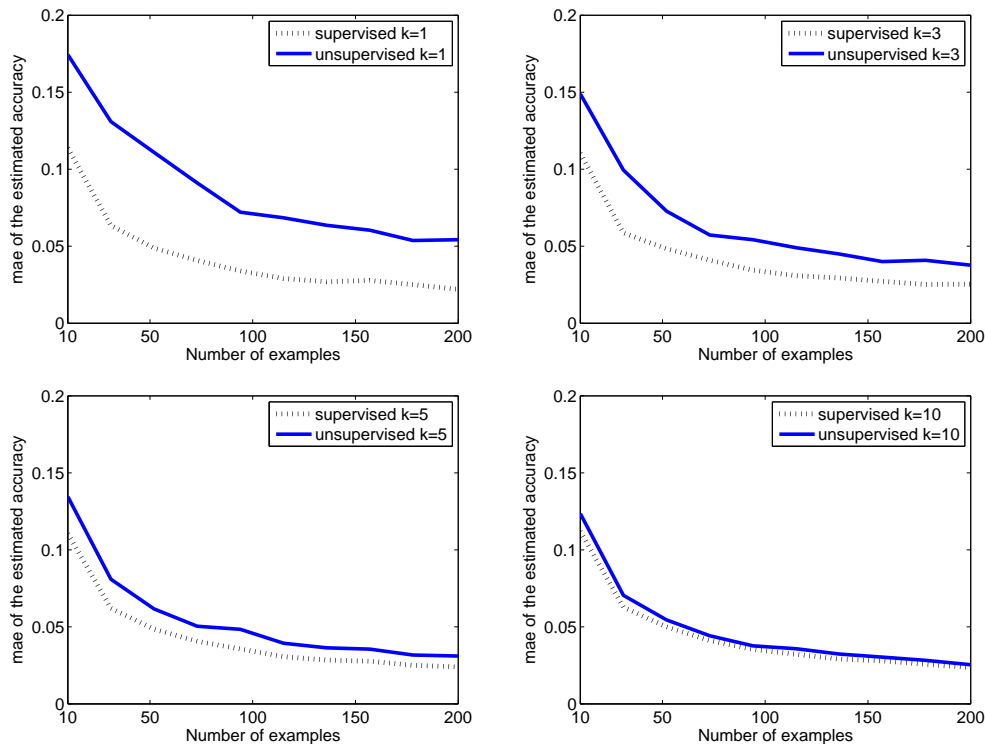 0.2
0.15
0.1
0.05
0
mae of the estimated accuracy
supervised k=1
unsupervised k=1
10 50 100 150 200
Number of examples
0.2
0.15
0.1
0.05
0
mae of the estimated accuracy
supervised k=3
unsupervised k=3
10 50 100 150 200
Number of examples
0.2
0.15
0.1
0.05
0
mae of the estimated accuracy
supervised k=5
unsupervised k=5
10 50 100 150 200
Number of examples
0.2
0.15
0.1
0.05
0
mae of the estimated accuracy
supervised k=10
unsupervised k=10
10 50 100 150 200
Number of examples